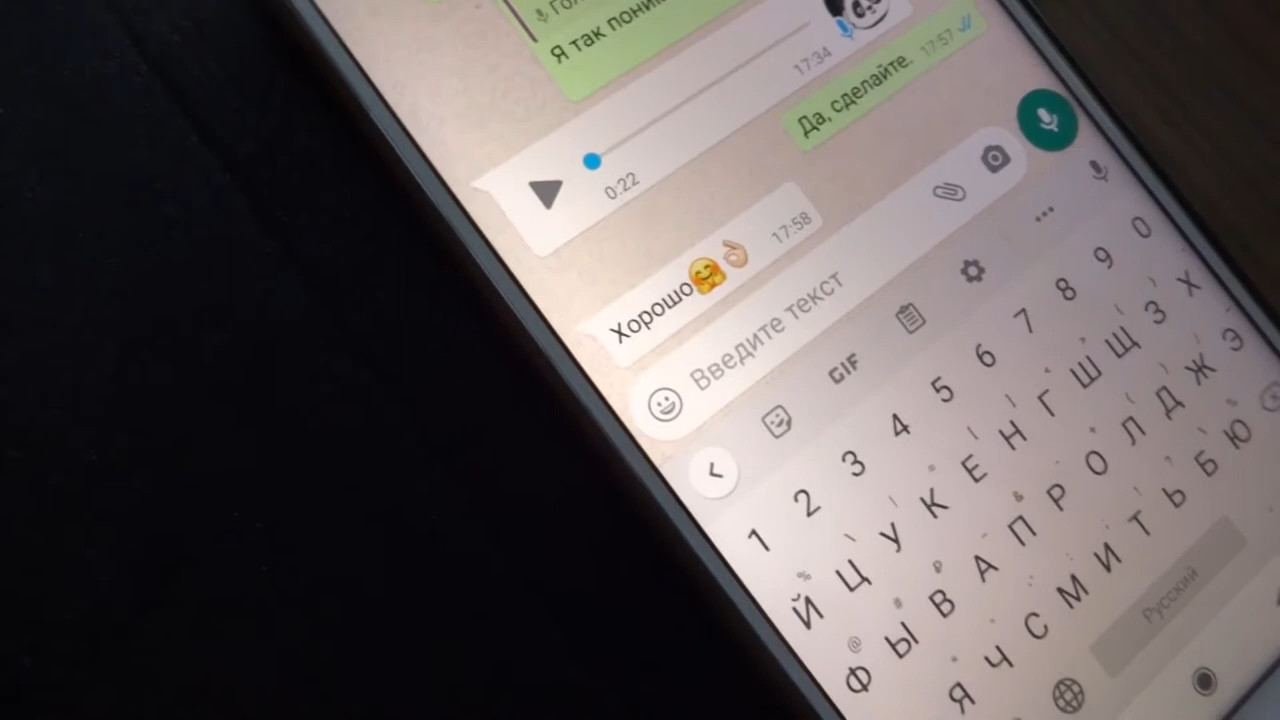 Я так
17:34
0:22
Да, сделайте. 17:57
Хорошо🤗👌🏼 17:58
Введите текст
GIF
1 2 3 4 5 6 7 8 9 0
Й Ц У К Е Н Г Ш Щ З Х
Ф Ы В А П Р О Л Д Ж Э
Я Ч С М И Т Ь Б Ю
Русский